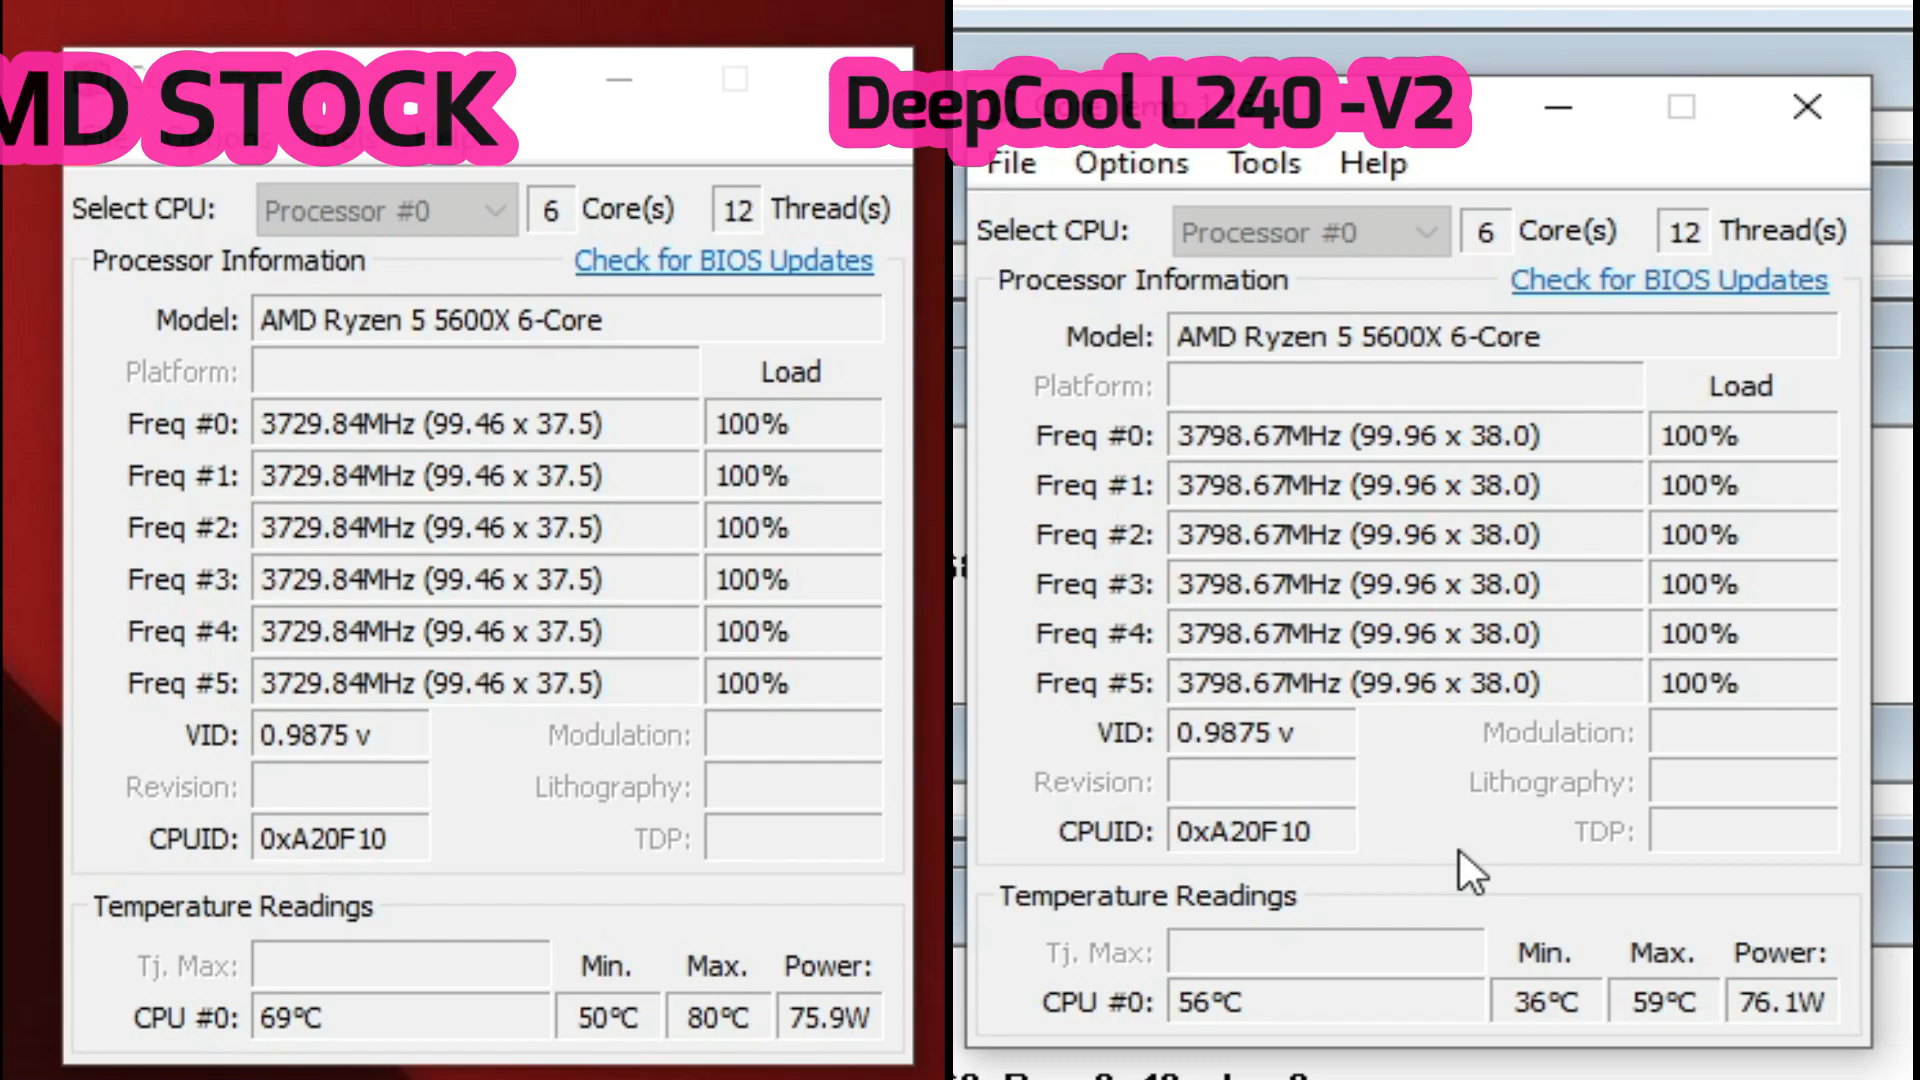 MD STOCK
Select CPU: Processor #0 6 Core(s) 12 Thread(s)
Processor Information Check for BIOS Updates
Model: AMD Ryzen 5 5600X 6-Core
Platform: Load
Freq #0: 3729.84MHz (99.46 x 37.5) 100%
Freq #1: 3729.84MHz (99.46 x 37.5) 100%
Freq #2: 3729.84MHz (99.46 x 37.5) 100%
Freq #3: 3729.84MHz (99.46 x 37.5) 100%
Freq #4: 3729.84MHz (99.46 x 37.5) 100%
Freq #5: 3729.84MHz (99.46 x 37.5) 100%
VID: 0.9875 v Modulation:
Revision: Lithography:
CPUID: 0xA20F10 TDP:
Temperature Readings
Tj. Max: Min. Max. Power:
CPU #0: 69°C 50°C 80°C 75.9W
DeepCool L240 -V2
File Options Tools Help
Select CPU: Processor #0 6 Core(s) 12 Thread(s)
Processor Information Check for BIOS Updates
Model: AMD Ryzen 5 5600X 6-Core
Platform: Load
Freq #0: 3798.67MHz (99.96 x 38.0) 100%
Freq #1: 3798.67MHz (99.96 x 38.0) 100%
Freq #2: 3798.67MHz (99.96 x 38.0) 100%
Freq #3: 3798.67MHz (99.96 x 38.0) 100%
Freq #4: 3798.67MHz (99.96 x 38.0) 100%
Freq #5: 3798.67MHz (99.96 x 38.0) 100%
VID: 0.9875 v Modulation:
Revision: Lithography:
CPUID: 0xA20F10 TDP:
Temperature Readings
Tj. Max: Min. Max. Power:
CPU #0: 56°C 36°C 59°C 76.1W